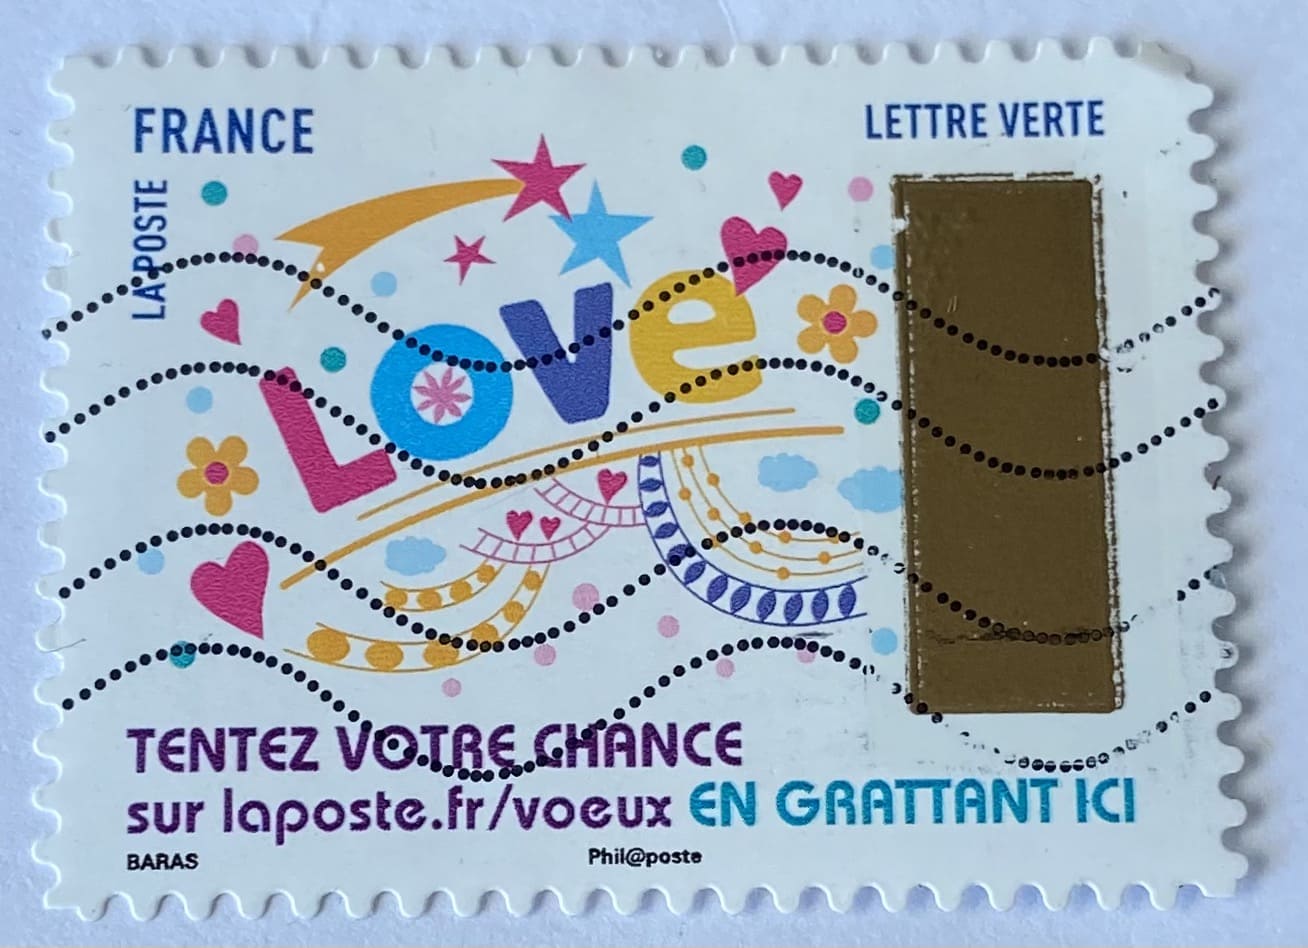 FRANCE
LETTRE VERTE
LA POSTE
Love
TENTEZ VOTRE CHANCE
sur laposte.fr/voeux EN GRATTANT ICI
BARAS
Phil@poste